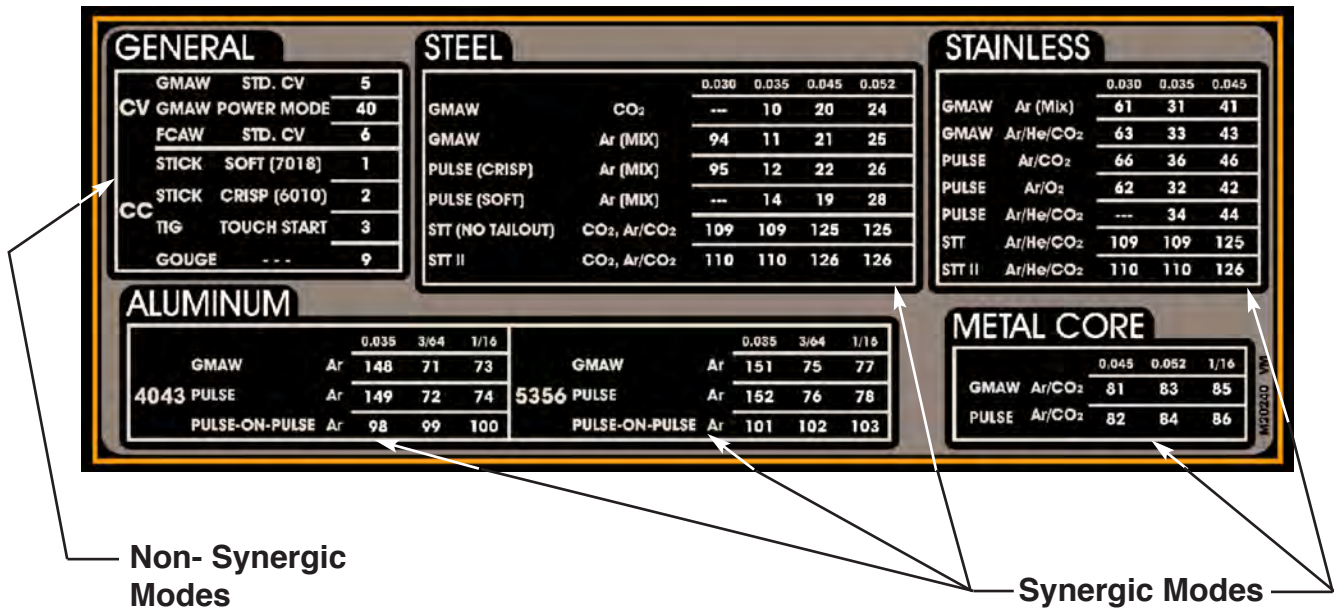 GENERAL
GMAW STD. CV 5
CV GMAW POWER MODE 40
FCAW STD. CV 6
STICK SOFT (7018) 1
STICK CRISP (6010) 2
CC
TIG TOUCH START 3
GOUGE --- 9
STEEL
0.030 0.035 0.045 0.052
GMAW CO₂ --- 10 20 24
GMAW Ar (MIX) 94 11 21 25
PULSE (CRISP) Ar (MIX) 95 12 22 26
PULSE (SOFT) Ar (MIX) --- 14 19 28
STT (NO TAILOUT) CO₂, Ar/CO₂ 109 109 125 125
STT II CO₂, Ar/CO₂ 110 110 126 126
STAINLESS
0.030 0.035 0.045
GMAW Ar (Mix) 61 31 41
GMAW Ar/He/CO₂ 63 33 43
PULSE Ar/CO₂ 66 36 46
PULSE Ar/O₂ 62 32 42
PULSE Ar/He/CO₂ --- 34 44
STT Ar/He/CO₂ 109 109 125
STT II Ar/He/CO₂ 110 110 126
ALUMINUM
4043
0.035 3/64 1/16
GMAW Ar 148 71 73
PULSE Ar 149 72 74
PULSE-ON-PULSE Ar 98 99 100
5356
0.035 3/64 1/16
GMAW Ar 151 75 77
PULSE Ar 152 76 78
PULSE-ON-PULSE Ar 101 102 103
METAL CORE
0.045 0.052 1/16
GMAW Ar/CO₂ 81 83 85
PULSE Ar/CO₂ 82 84 86
M20260 VM
Non- Synergic
Modes
Synergic Modes